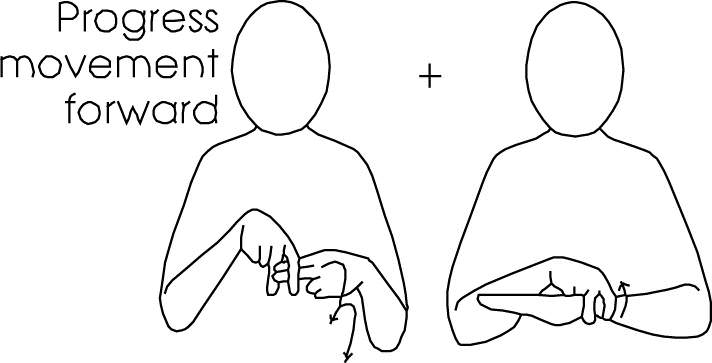 Progress
movement
forward
+